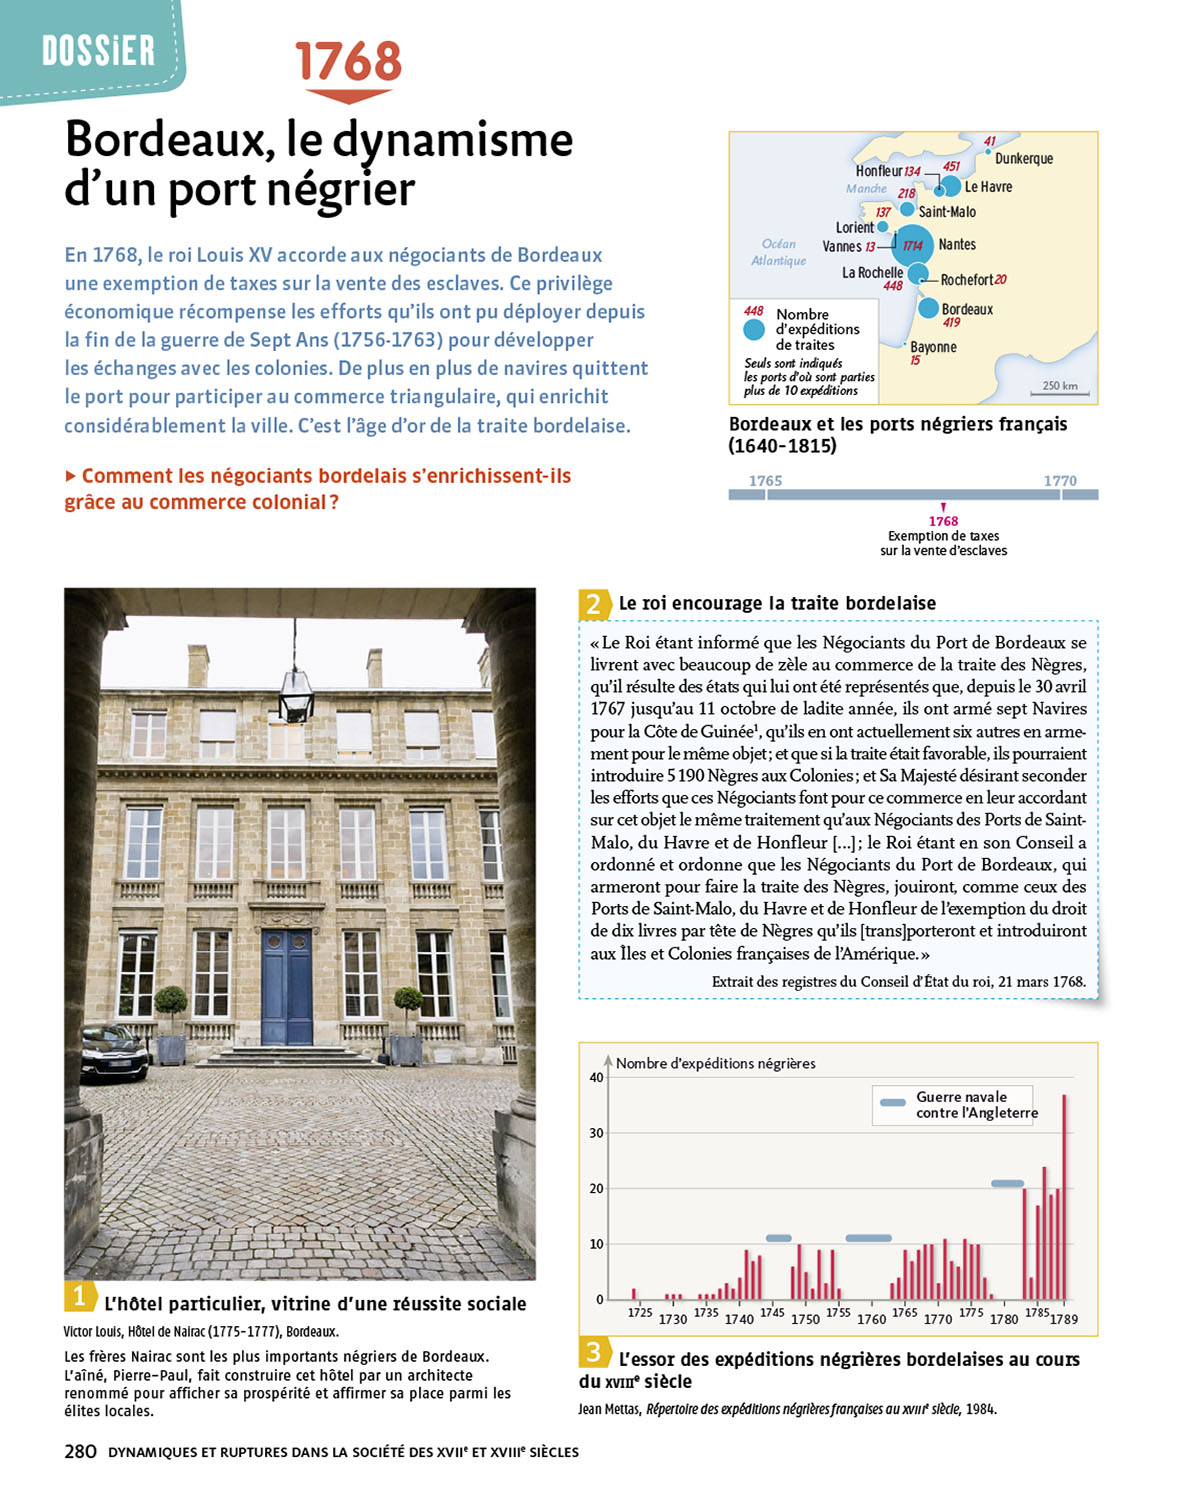 DOSSiER
1768
Bordeaux, le dynamisme
d'un port négrier
En 1768, le roi Louis XV accorde aux négociants de Bordeaux
une exemption de taxes sur la vente des esclaves. Ce privilège
économique récompense les efforts qu'ils ont pu déployer depuis
la fin de la guerre de Sept Ans (1756-1763) pour développer
les échanges avec les colonies. De plus en plus de navires quittent
le port pour participer au commerce triangulaire, qui enrichit
considérablement la ville. C'est l'âge d'or de la traite bordelaise.
▸ Comment les négociants bordelais s'enrichissent-ils
grâce au commerce colonial ?
41
Dunkerque
Honfleur 134
451
Le Havre
Manche
218
Saint-Malo
137
Lorient
Vannes 13
1714
Nantes
Océan
Atlantique
La Rochelle
448
Rochefort 20
Bordeaux
419
Bayonne
15
448 Nombre
d'expéditions
de traites
Seuls sont indiqués
les ports d'où sont parties
plus de 10 expéditions
250 km
Bordeaux et les ports négriers français
(1640-1815)
1765 1770
1768
Exemption de taxes
sur la vente d'esclaves
1 L'hôtel particulier, vitrine d'une réussite sociale
Victor Louis, Hôtel de Nairac (1775-1777), Bordeaux.
Les frères Nairac sont les plus importants négriers de Bordeaux.
L'aîné, Pierre-Paul, fait construire cet hôtel par un architecte
renommé pour afficher sa prospérité et affirmer sa place parmi les
élites locales.
2 Le roi encourage la traite bordelaise
« Le Roi étant informé que les Négociants du Port de Bordeaux se
livrent avec beaucoup de zèle au commerce de la traite des Nègres,
qu'il résulte des états qui lui ont été représentés que, depuis le 30 avril
1767 jusqu'au 11 octobre de ladite année, ils ont armé sept Navires
pour la Côte de Guinée¹, qu'ils en ont actuellement six autres en arme-
ment pour le même objet ; et que si la traite était favorable, ils pourraient
introduire 5 190 Nègres aux Colonies ; et Sa Majesté désirant seconder
les efforts que ces Négociants font pour ce commerce en leur accordant
sur cet objet le même traitement qu'aux Négociants des Ports de Saint-
Malo, du Havre et de Honfleur [...] ; le Roi étant en son Conseil a
ordonné et ordonne que les Négociants du Port de Bordeaux, qui
armeront pour faire la traite des Nègres, jouiront, comme ceux des
Ports de Saint-Malo, du Havre et de Honfleur de l'exemption du droit
de dix livres par tête de Nègres qu'ils [trans]porteront et introduiront
aux Îles et Colonies françaises de l'Amérique. »
Extrait des registres du Conseil d'État du roi, 21 mars 1768.
Nombre d'expéditions négrières
40
30
20
10
0
Guerre navale
contre l'Angleterre
1725 1730 1735 1740 1745 1750 1755 1760 1765 1770 1775 1780 1785 1789
3 L'essor des expéditions négrières bordelaises au cours
du XVIIIe siècle
Jean Mettas, Répertoire des expéditions négrières françaises au XVIIIe siècle, 1984.
280 DYNAMIQUES ET RUPTURES DANS LA SOCIÉTÉ DES XVIIe ET XVIIIe SIÈCLES